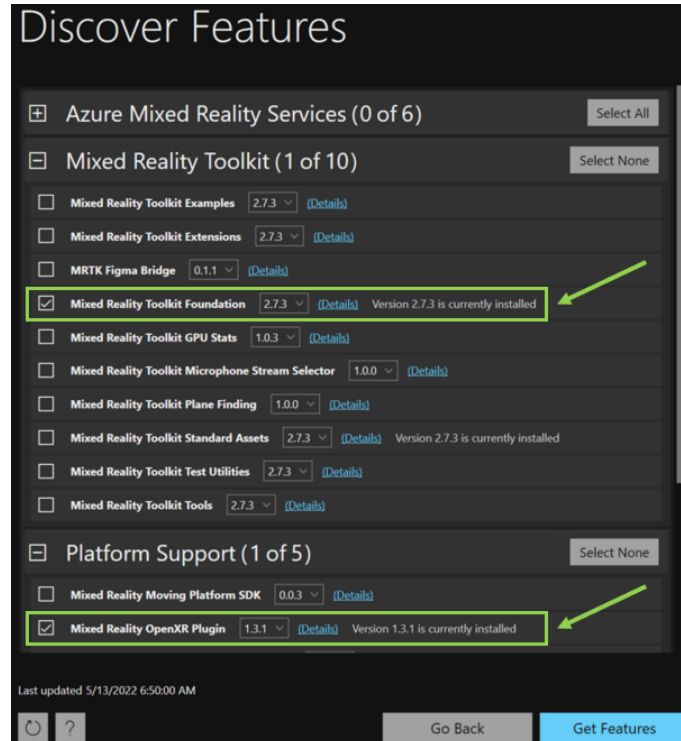 Discover Features
Azure Mixed Reality Services (0 of 6) Select All
Mixed Reality Toolkit (1 of 10) Select None
Mixed Reality Toolkit Examples 2.7.3 (Details)
Mixed Reality Toolkit Extensions 2.7.3 (Details)
MRTK Figma Bridge 0.1.1 (Details)
Mixed Reality Toolkit Foundation 2.7.3 (Details) Version 2.7.3 is currently installed
Mixed Reality Toolkit GPU Stats 1.0.3 (Details)
Mixed Reality Toolkit Microphone Stream Selector 1.0.0 (Details)
Mixed Reality Toolkit Plane Finding 1.0.0 (Details)
Mixed Reality Toolkit Standard Assets 2.7.3 (Details) Version 2.7.3 is currently installed
Mixed Reality Toolkit Test Utilities 2.7.3 (Details)
Mixed Reality Toolkit Tools 2.7.3 (Details)
Platform Support (1 of 5) Select None
Mixed Reality Moving Platform SDK 0.0.3 (Details)
Mixed Reality OpenXR Plugin 1.3.1 (Details) Version 1.3.1 is currently installed
Last updated 5/13/2022 6:50:00 AM
? Go Back Get Features